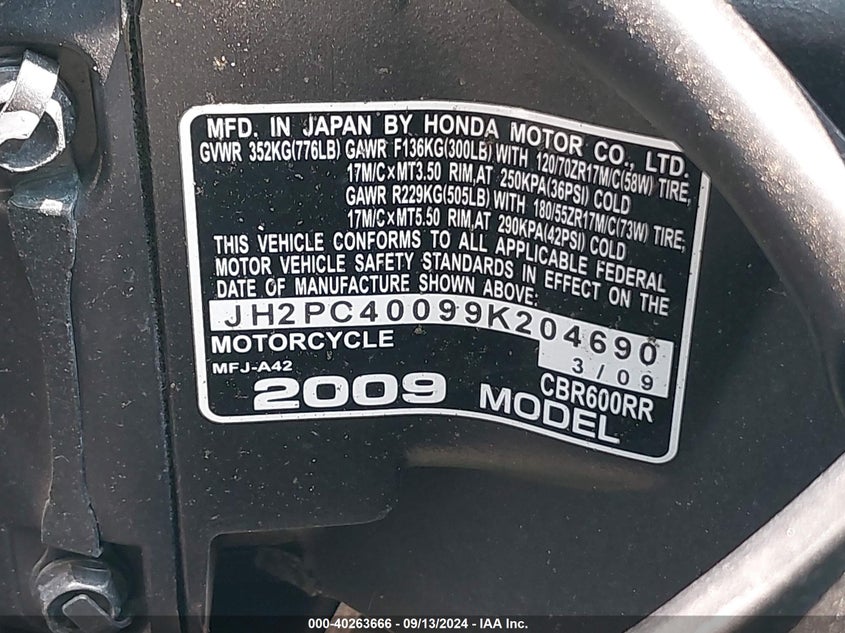 MFD. IN JAPAN BY HONDA MOTOR CO., LTD.
GVWR 352KG(776LB) GAWR F136KG(300LB) WITH 120/70ZR17M/C(58W) TIRE,
17M/C×MT3.50 RIM,AT 250KPA(36PSI) COLD
GAWR R229KG(505LB) WITH 180/55ZR17M/C(73W) TIRE,
17M/C×MT5.50 RIM,AT 290KPA(42PSI) COLD
THIS VEHICLE CONFORMS TO ALL APPLICABLE FEDERAL
MOTOR VEHICLE SAFETY STANDARDS IN EFFECT ON THE
DATE OF MANUFACTURE SHOWN ABOVE.
JH2PC40099K204690
MOTORCYCLE
3/09
MFJ-A42
CBR600RR
2009 MODEL
000-40263666 - 09/13/2024 - IAA Inc.